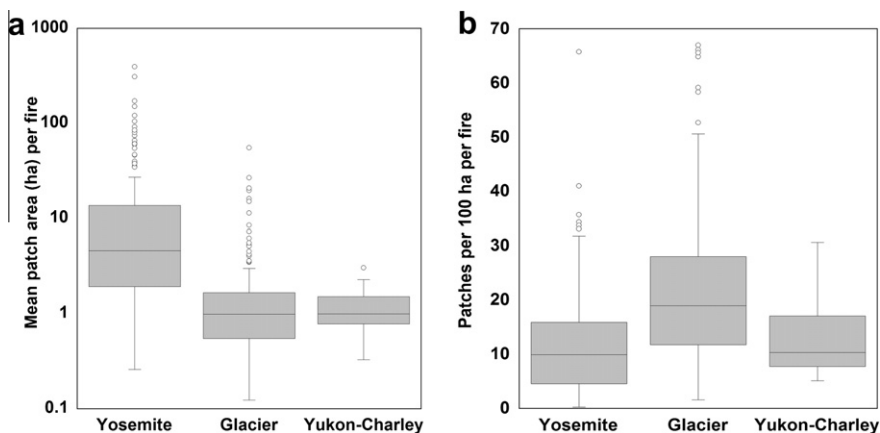 a
Mean patch area (ha) per fire
1000
100
10
1
0.1
Yosemite Glacier Yukon-Charley
b
Patches per 100 ha per fire
70
60
50
40
30
20
10
0
Yosemite Glacier Yukon-Charley